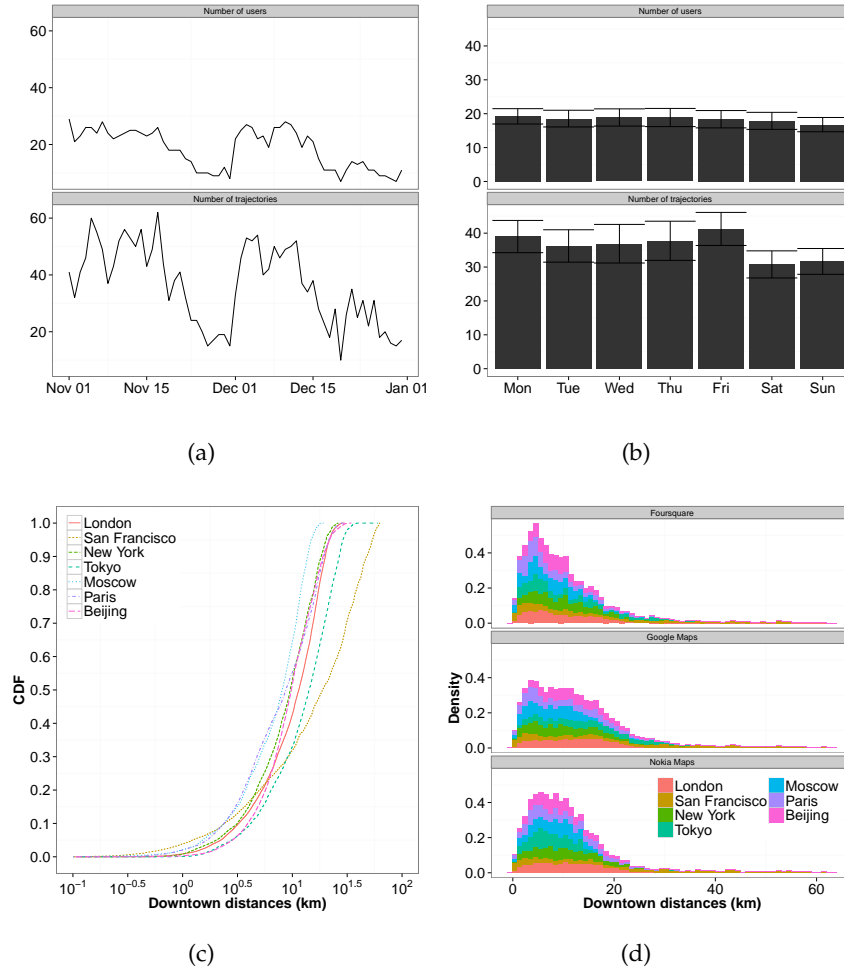 Number of users
60
40
20
Number of trajectories
60
40
20
Nov 01 Nov 15 Dec 01 Dec 15 Jan 01
(a)
Number of users
40
30
20
10
0
Number of trajectories
40
30
20
10
0
Mon Tue Wed Thu Fri Sat Sun
(b)
CDF
1.0
0.9
0.8
0.7
0.6
0.5
0.4
0.3
0.2
0.1
0.0
London
San Francisco
New York
Tokyo
Moscow
Paris
Beijing
10^-1 10^0.5 10^0 10^0.5 10^1 10^1.5 10^2
Downtown distances (km)
(c)
Density
Foursquare
0.4
0.2
0.0
Google Maps
0.4
0.2
0.0
Nokia Maps
0.4
0.2
0.0
London Moscow
San Francisco Paris
New York Beijing
Tokyo
0 20 40 60
Downtown distances (km)
(d)